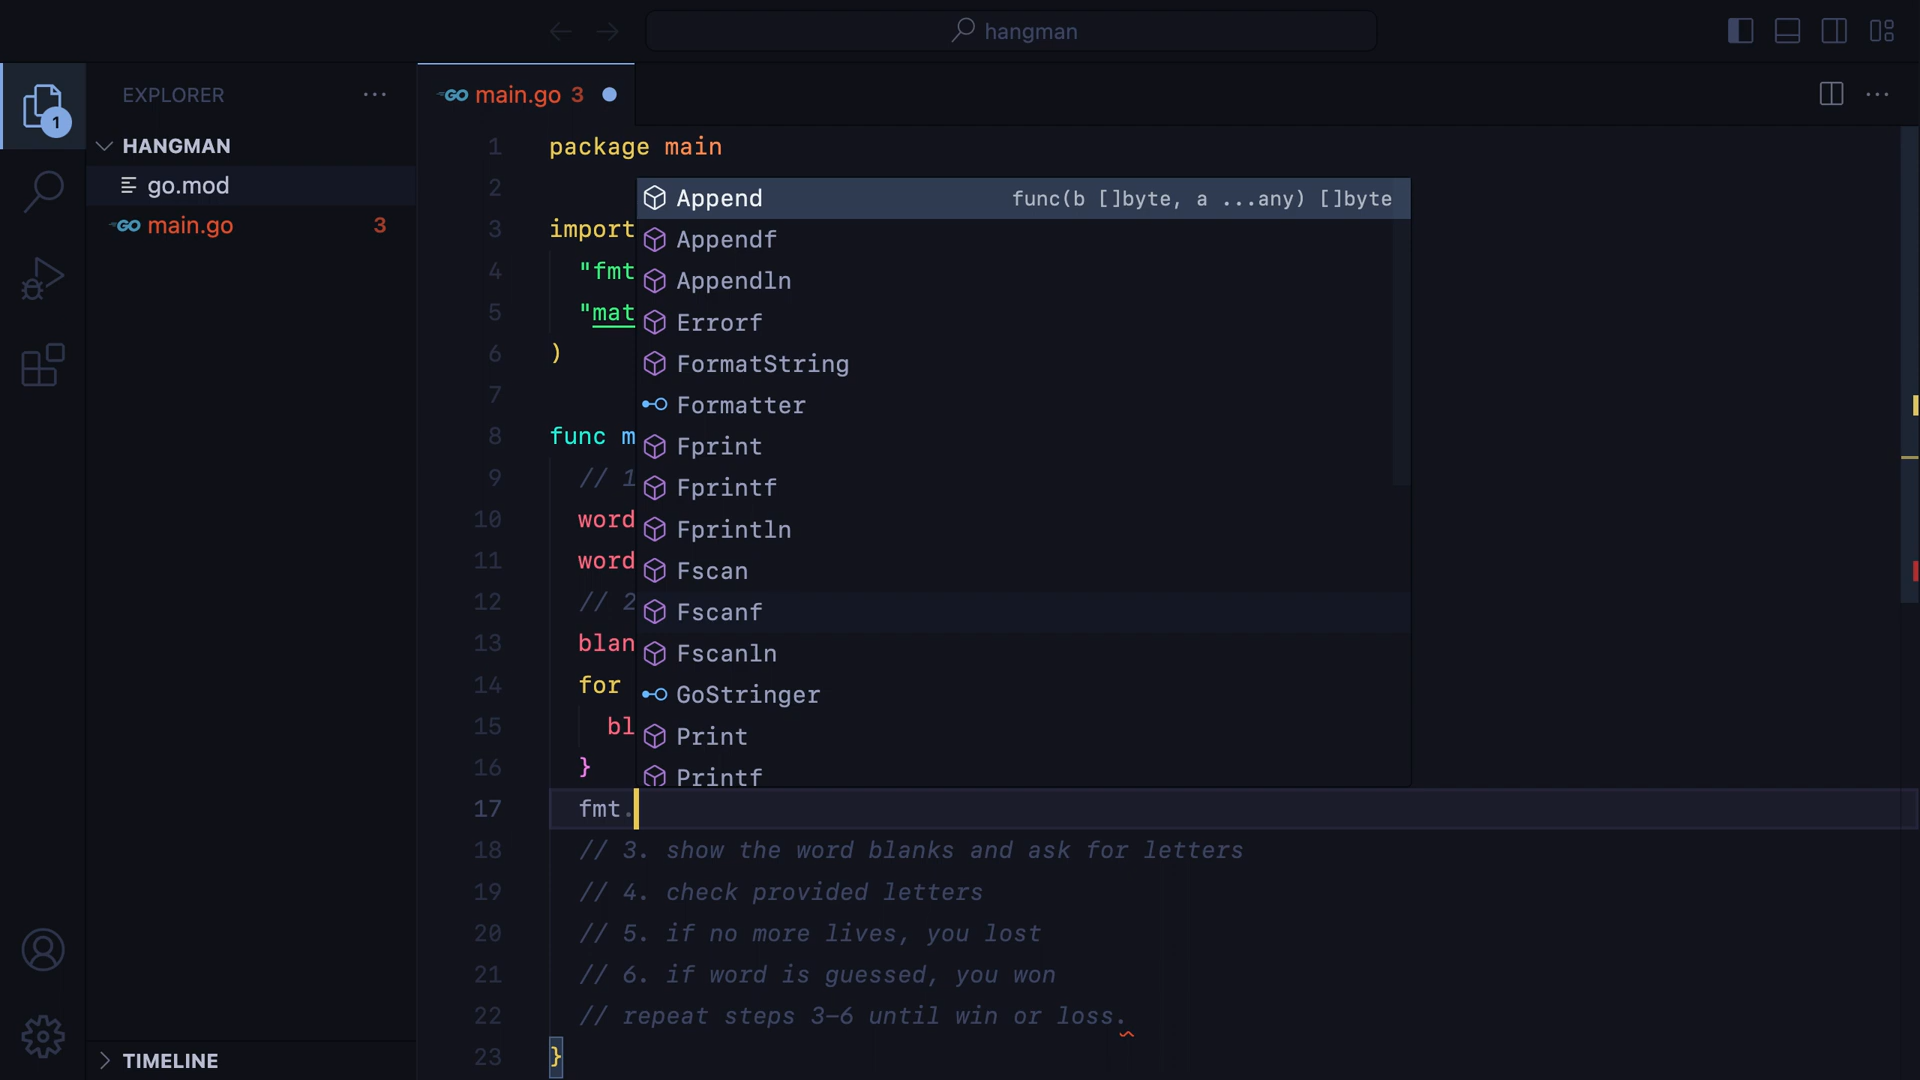 hangman
EXPLORER
HANGMAN
go.mod
GO main.go 3
1
TIMELINE
GO main.go 3
1 package main
2
3 import
4 "fmt
5 "mat
6 )
7
8 func m
9 // 1
10 word
11 word
12 // 2
13 blan
14 for
15 bl
16 }
17 fmt.
18 // 3. show the word blanks and ask for letters
19 // 4. check provided letters
20 // 5. if no more lives, you lost
21 // 6. if word is guessed, you won
22 // repeat steps 3-6 until win or loss.
23 }
Append func(b []byte, a ...any) []byte
Appendf
Appendln
Errorf
FormatString
Formatter
Fprint
Fprintf
Fprintln
Fscan
Fscanf
Fscanln
GoStringer
Print
Printf